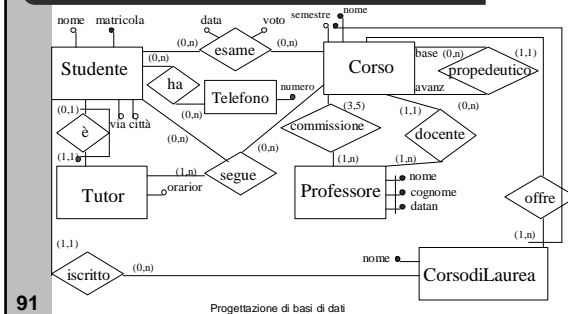 semestre nome
nome matricola data voto
(0,n) esame (0,n)
Studente (0,n) Corso base (0,n) (1,1)
propedeutico
ha Telefono numero avanz
(0,1) (0,n) (3,5) (1,1) (0,n)
via città commissione
è (0,n) (0,n) docente
(1,1) (1,n) segue (1,n) (1,n)
Tutor orarior Professore nome
cognome
datan
offre
(1,1) (1,n)
iscritto (0,n) nome CorsodiLaurea
91 Progettazione di basi di dati